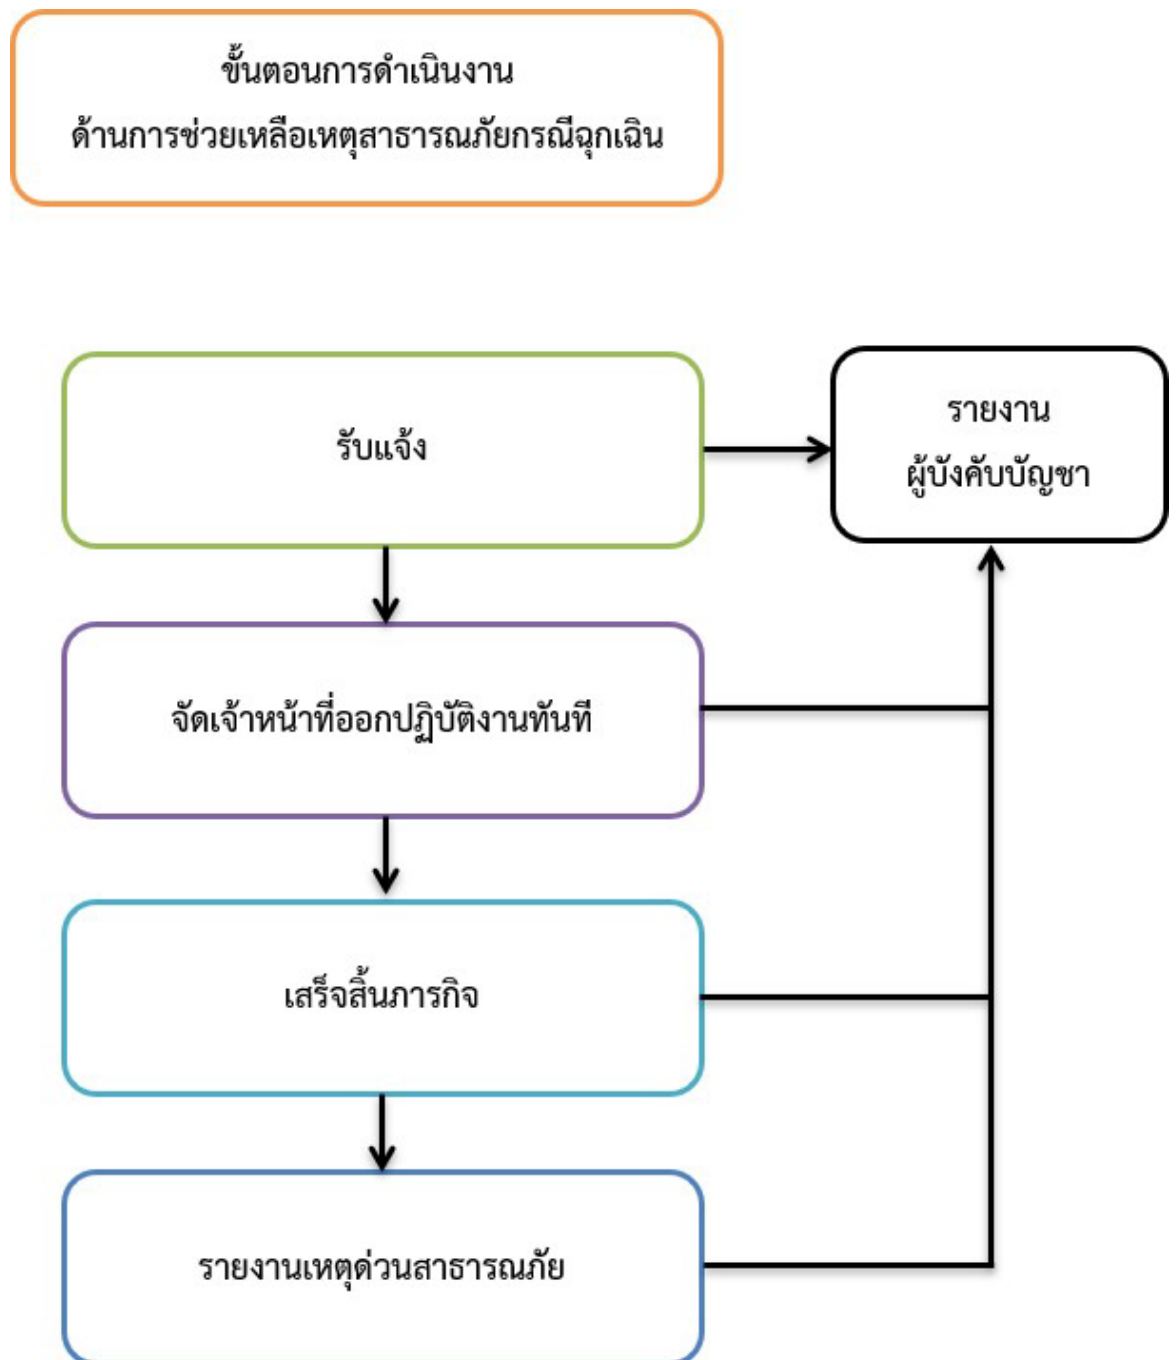 ขั้นตอนการดำเนินงาน
ด้านการช่วยเหลือเหตุสาธารณภัยกรณีฉุกเฉิน
รับแจ้ง
รายงาน
ผู้บังคับบัญชา
จัดเจ้าหน้าที่ออกปฏิบัติงานทันที
เสร็จสิ้นภารกิจ
รายงานเหตุด่วนสาธารณภัย